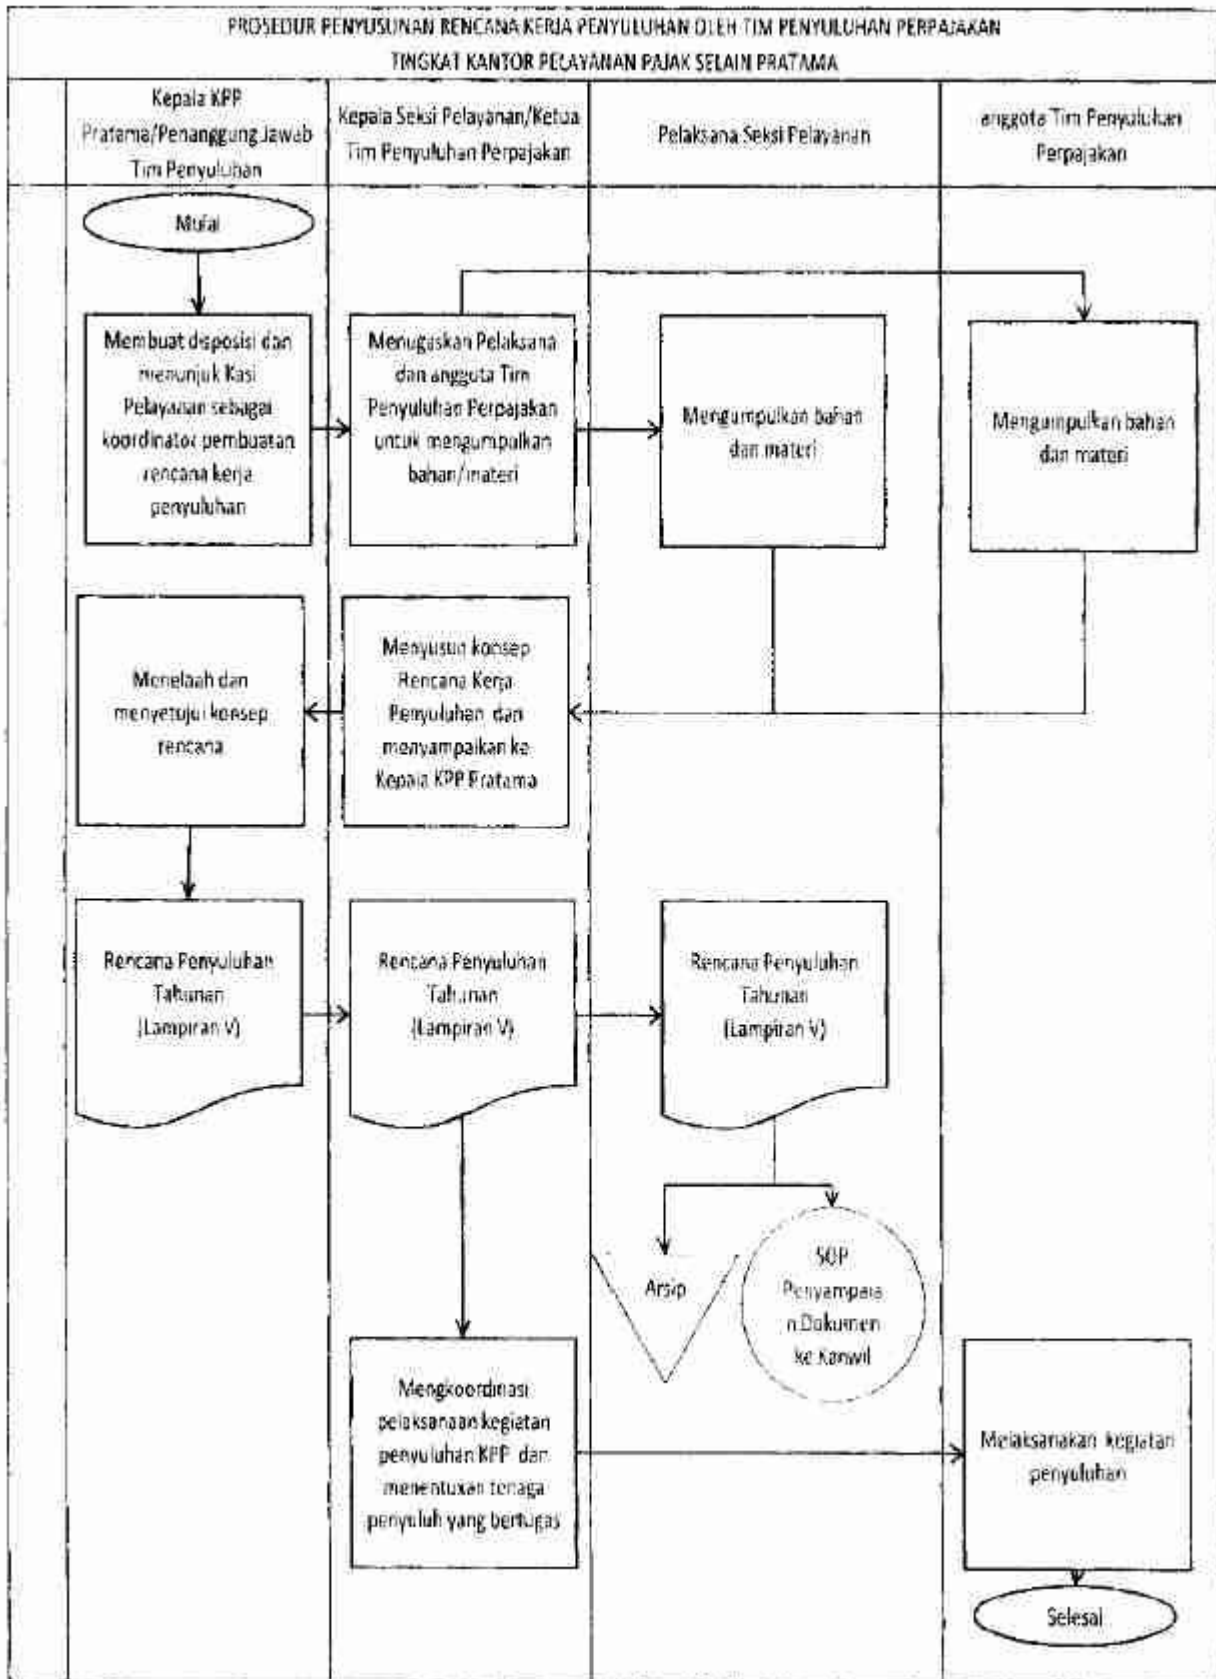 PROSEDUR PENYUSUNAN RENCANA KERJA PENYULUHAN OLEH TIM PENYULUHAN PERPAJAKAN
TINGKAT KANTOR PELAYANAN PAJAK SELAIN PRATAMA
Kepala KPP
Pratama/Penanggung Jawab
Tim Penyuluhan
Kepala Seksi Pelayanan/Ketua
Tim Penyuluhan Perpajakan
Pelaksana Seksi Pelayanan
anggota Tim Penyuluhan
Perpajakan
Mulai
Membuat disposisi dan
menunjuk Kasi
Pelayanan sebagai
koordinator pembuatan
rencana kerja
penyuluhan
Menugaskan Pelaksana
dan anggota Tim
Penyuluhan Perpajakan
untuk mengumpulkan
bahan/materi
Mengumpulkan bahan
dan materi
Mengumpulkan bahan
dan materi
Menelaah dan
menyetujui konsep
rencana
Menyusun konsep
Rencana Kerja
Penyuluhan dan
menyampaikan ke
Kepala KPP Pratama
Rencana Penyuluhan
Tahunan
(Lampiran V)
Rencana Penyuluhan
Tahunan
(Lampiran V)
Rencana Penyuluhan
Tahunan
(Lampiran V)
Arsip
SOP
Penyampaia
n Dokumen
ke Kanwil
Mengkoordinasi
pelaksanaan kegiatan
penyuluhan KPP dan
menentukan tenaga
penyuluh yang bertugas
Melaksanakan kegiatan
penyuluhan
Selesai